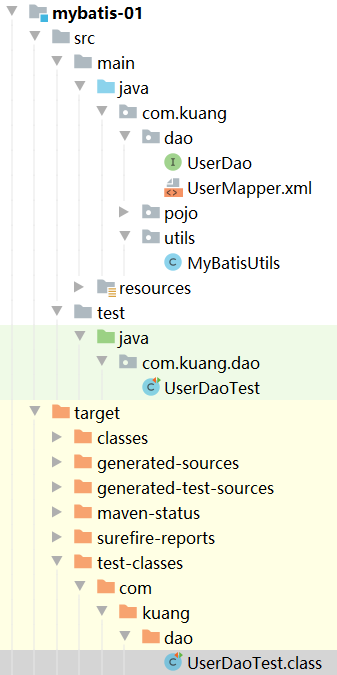 mybatis-01
src
main
java
com.kuang
dao
UserDao
UserMapper.xml
pojo
utils
MyBatisUtils
resources
test
java
com.kuang.dao
UserDaoTest
target
classes
generated-sources
generated-test-sources
maven-status
surefire-reports
test-classes
com
kuang
dao
UserDaoTest.class